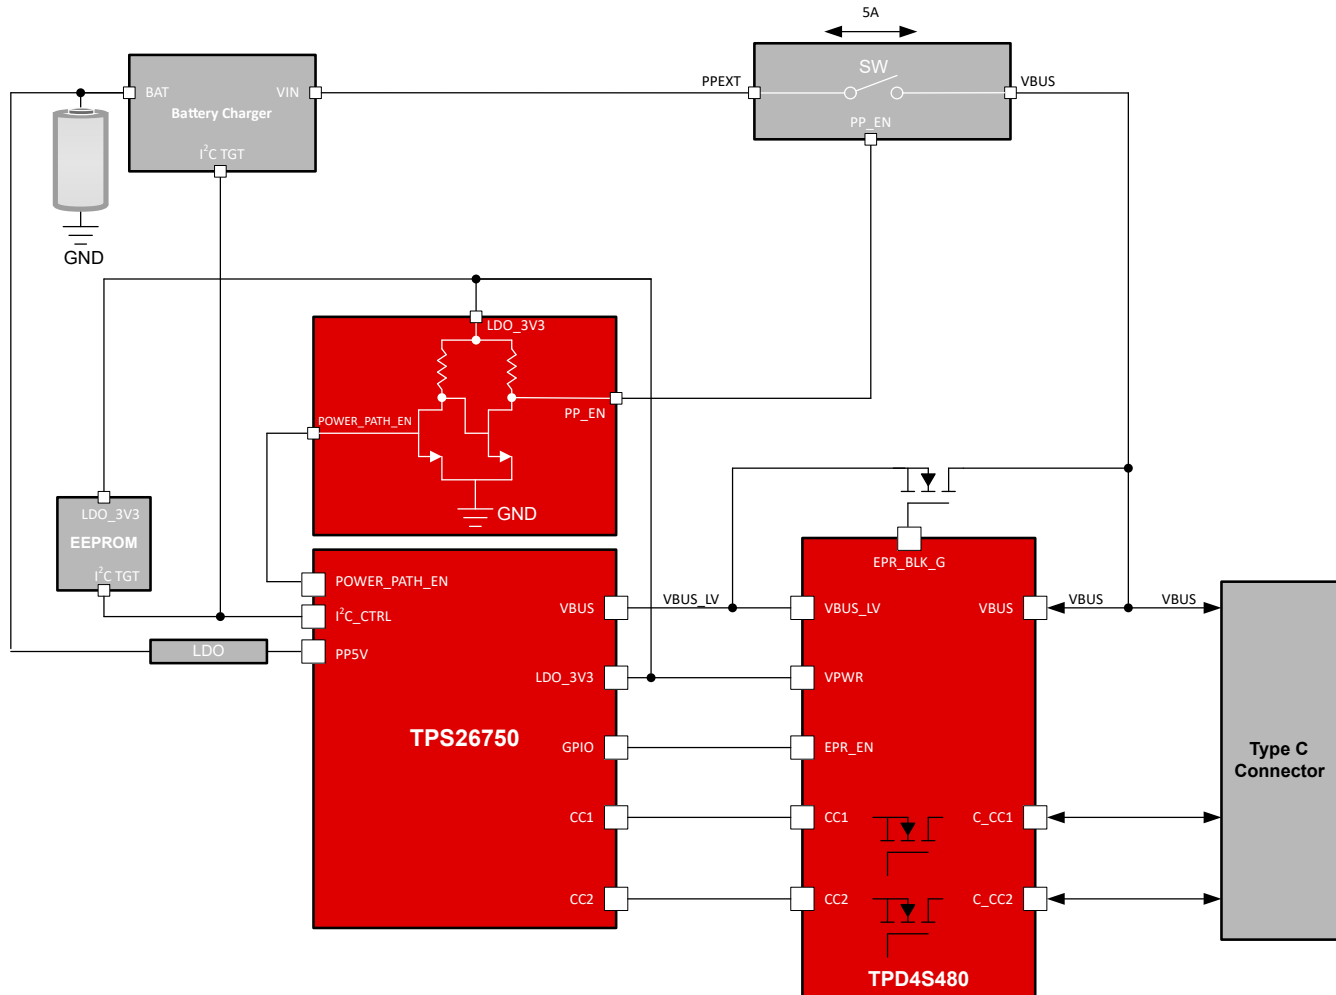 5A
SW
PPEXT
VBUS
PP_EN
BAT
VIN
Battery Charger
I²C TGT
GND
LDO_3V3
POWER_PATH_EN
PP_EN
GND
LDO_3V3
EEPROM
I²C TGT
EPR_BLK_G
POWER_PATH_EN
I²C_CTRL
PP5V
LDO
VBUS
LDO_3V3
GPIO
CC1
CC2
TPS26750
VBUS_LV
VBUS_LV
VPWR
EPR_EN
CC1
CC2
VBUS
C_CC1
C_CC2
TPD4S480
VBUS
VBUS
Type C
Connector